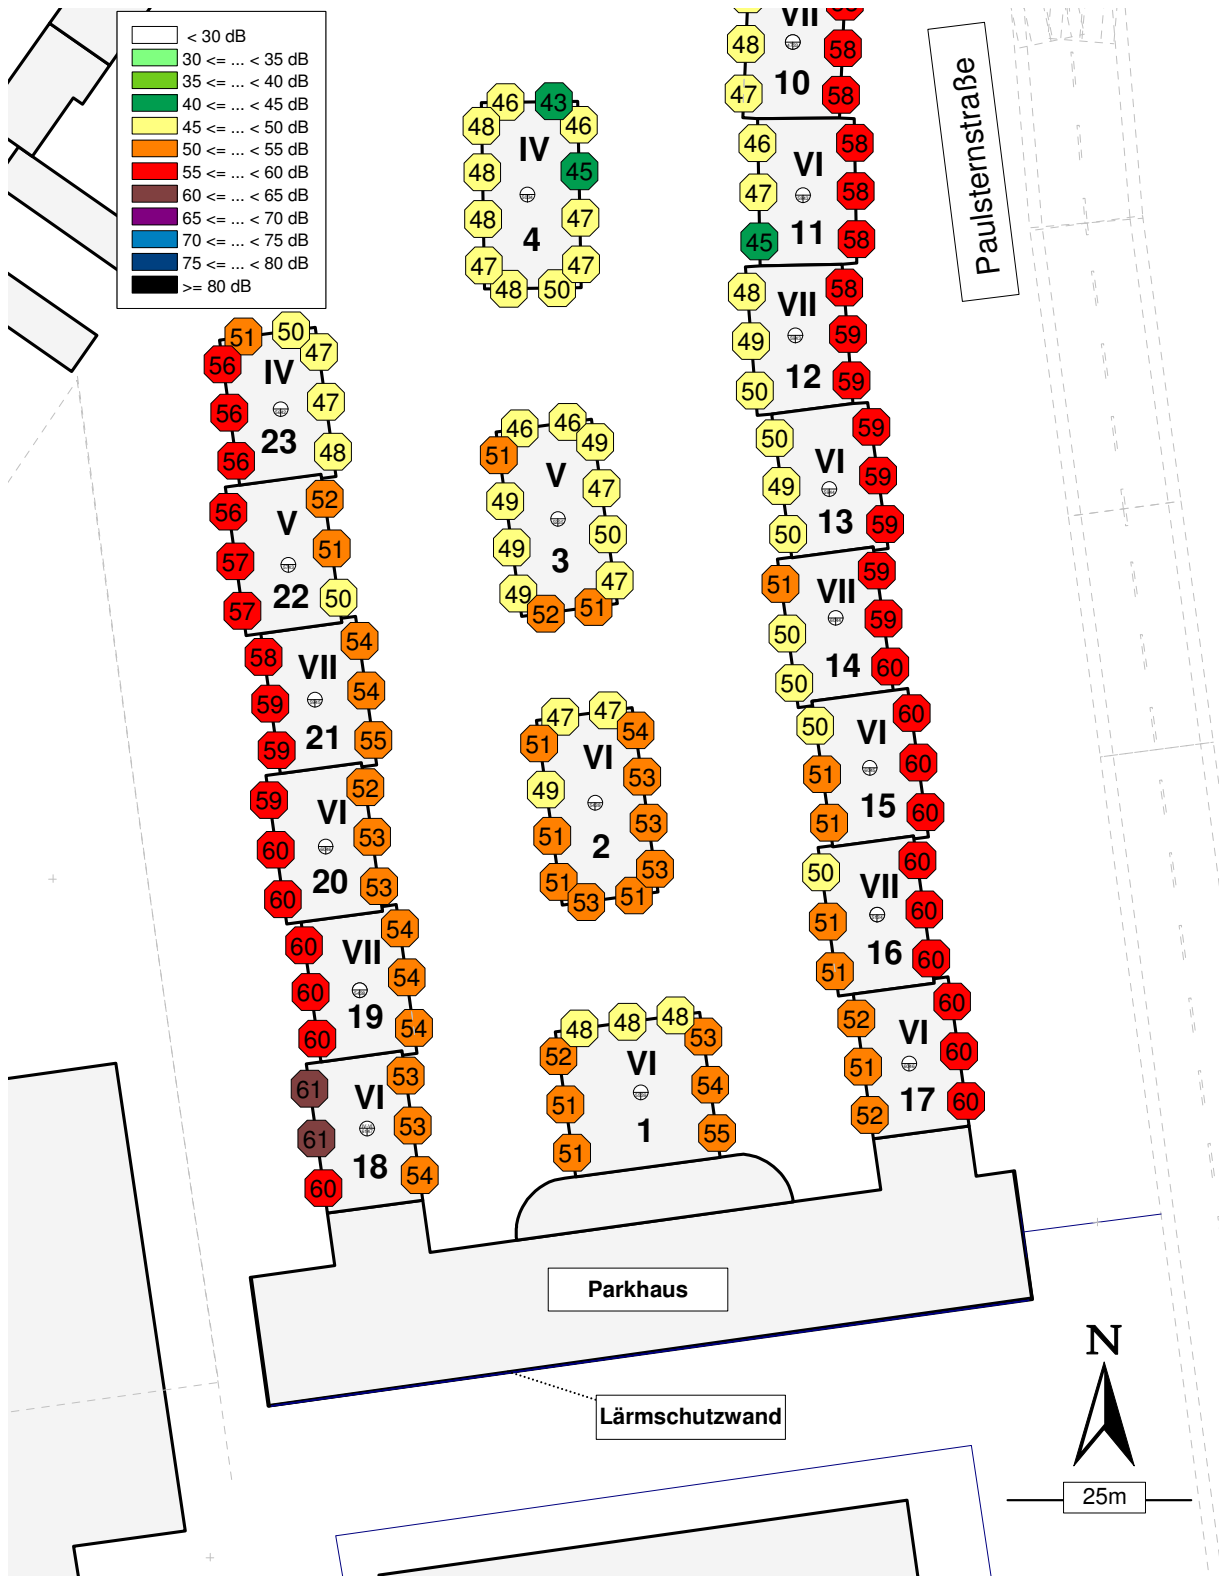 < 30 dB
30 <= ... < 35 dB
35 <= ... < 40 dB
40 <= ... < 45 dB
45 <= ... < 50 dB
50 <= ... < 55 dB
55 <= ... < 60 dB
60 <= ... < 65 dB
65 <= ... < 70 dB
70 <= ... < 75 dB
75 <= ... < 80 dB
>= 80 dB
VII
48 58
47 10 58
46 58
VI
47 58
45 11 58
48 58
VII
49 59
50 12 59
50 59
VI
49 59
50 13 59
51 59
VII
50 59
50 14 60
50 60
VI
51 60
51 15 60
50 60
VII
51 60
51 16 60
52 60
VI
51 60
52 17 60
Paulsternstraße
46 43
48 46
IV
48 45
48 47
4
47 47
48 50
46 46
51 49
V
49 47
49 50
3
49 47
52 51
47 47
51 54
VI
49 53
51 53
2
51 53
53 51
48 48 48
52 53
VI
51 54
1
51 55
51 50
56 47
IV
56 47
23
56 48
56 52
V
57 51
22
57 50
58 54
VII
59 54
21
59 55
59 52
VI
60 53
20
60 53
60 54
VII
60 54
19
60 54
61 53
VI
61 53
18
60 54
Parkhaus
Lärmschutzwand
N
25m